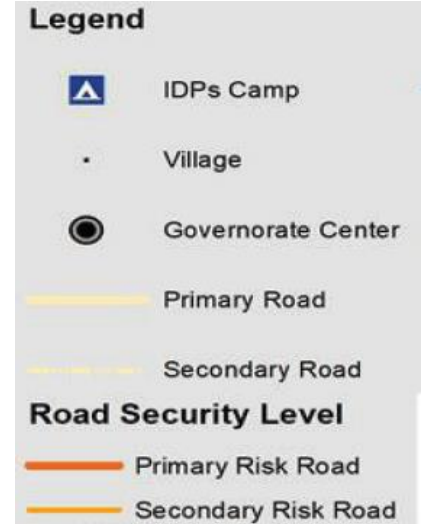 Legend
IDPs Camp
Village
Governorate Center
Primary Road
Secondary Road
Road Security Level
Primary Risk Road
Secondary Risk Road